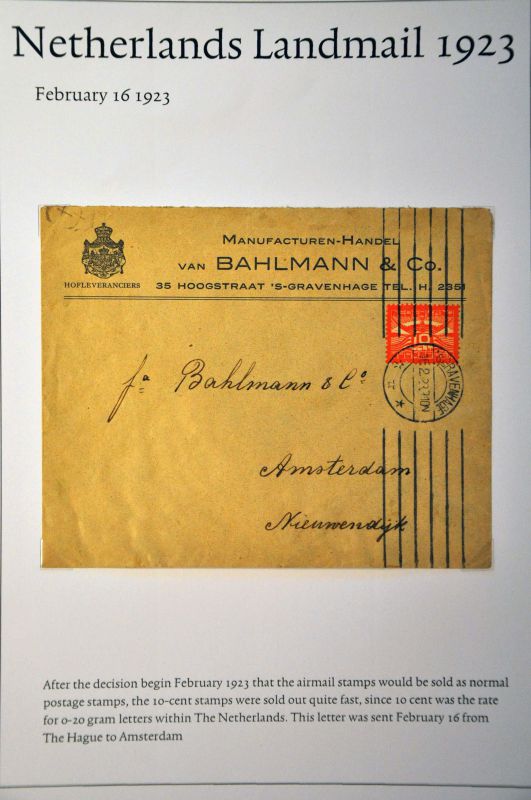 Netherlands Landmail 1923
February 16 1923
MANUFACTUREN-HANDEL
VAN BAHLMANN & Co.
HOFLEVERANCIERS
35 HOOGSTRAAT 'S-GRAVENHAGE TEL. H. 2351
10
'S-GRAVENHAGE
fa Bahlmann & Co
Amsterdam
Nieuwendijk
After the decision begin February 1923 that the airmail stamps would be sold as normal
postage stamps, the 10-cent stamps were sold out quite fast, since 10 cent was the rate
for 0-20 gram letters within The Netherlands. This letter was sent February 16 from
The Hague to Amsterdam